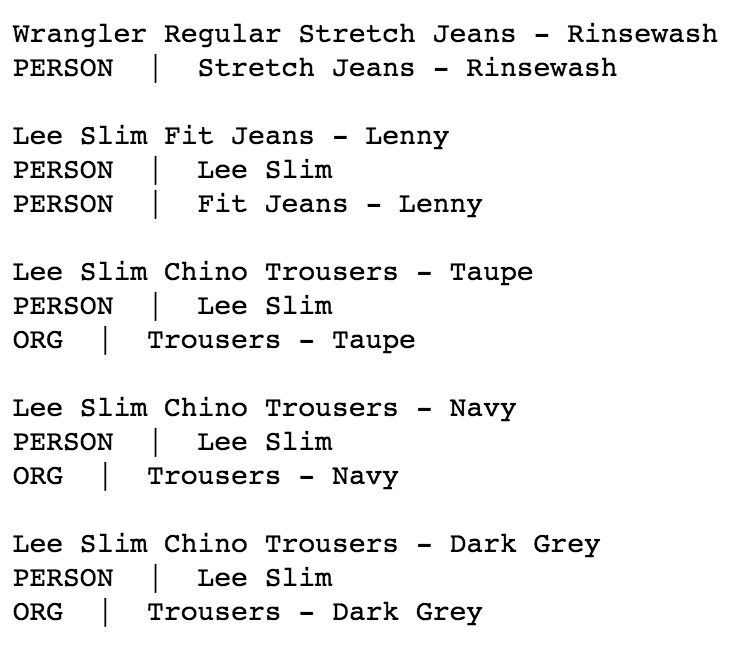 Wrangler Regular Stretch Jeans – Rinsewash
PERSON | Stretch Jeans – Rinsewash
Lee Slim Fit Jeans – Lenny
PERSON | Lee Slim
PERSON | Fit Jeans – Lenny
Lee Slim Chino Trousers – Taupe
PERSON | Lee Slim
ORG | Trousers – Taupe
Lee Slim Chino Trousers – Navy
PERSON | Lee Slim
ORG | Trousers – Navy
Lee Slim Chino Trousers – Dark Grey
PERSON | Lee Slim
ORG | Trousers – Dark Grey